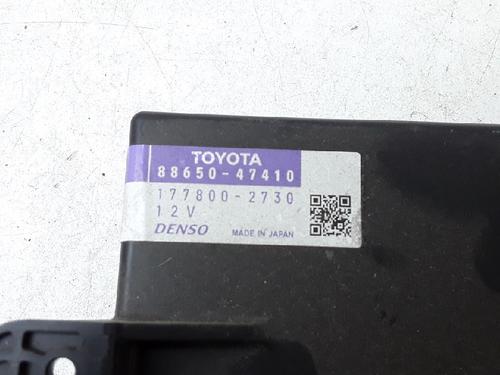 TOYOTA
88650-47410
177800-2730
12V
DENSO MADE IN JAPAN